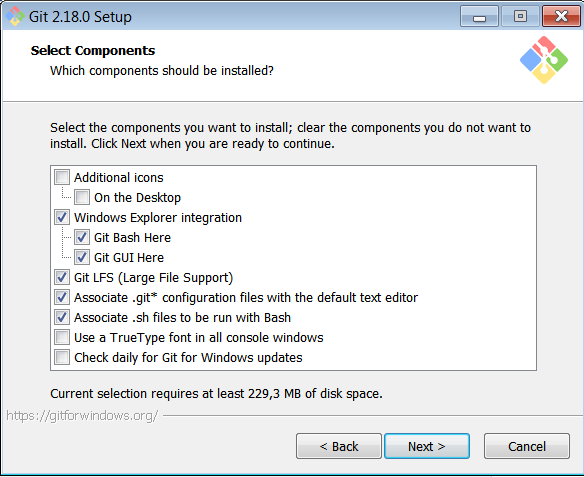 Git 2.18.0 Setup
Select Components
Which components should be installed?
Select the components you want to install; clear the components you do not want to
install. Click Next when you are ready to continue.
Additional icons
On the Desktop
Windows Explorer integration
Git Bash Here
Git GUI Here
Git LFS (Large File Support)
Associate .git* configuration files with the default text editor
Associate .sh files to be run with Bash
Use a TrueType font in all console windows
Check daily for Git for Windows updates
Current selection requires at least 229,3 MB of disk space.
https://gitforwindows.org/
< Back
Next >
Cancel